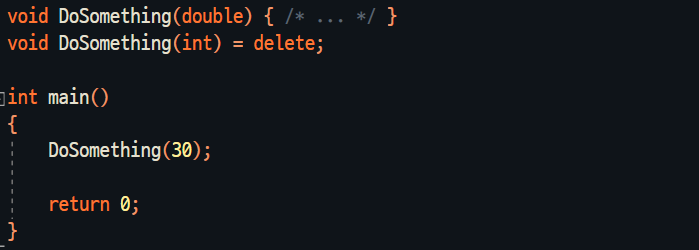 void DoSomething(double) { /* ... */ }
void DoSomething(int) = delete;
int main()
{
DoSomething(30);
return 0;
}